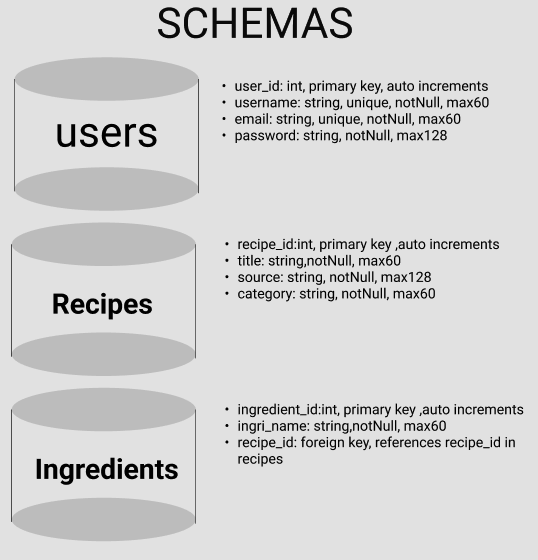 SCHEMAS
users
• user_id: int, primary key, auto increments
• username: string, unique, notNull, max60
• email: string, unique, notNull, max60
• password: string, notNull, max128
Recipes
• recipe_id:int, primary key ,auto increments
• title: string,notNull, max60
• source: string, notNull, max128
• category: string, notNull, max60
Ingredients
• ingredient_id:int, primary key ,auto increments
• ingri_name: string,notNull, max60
• recipe_id: foreign key, references recipe_id in
recipes